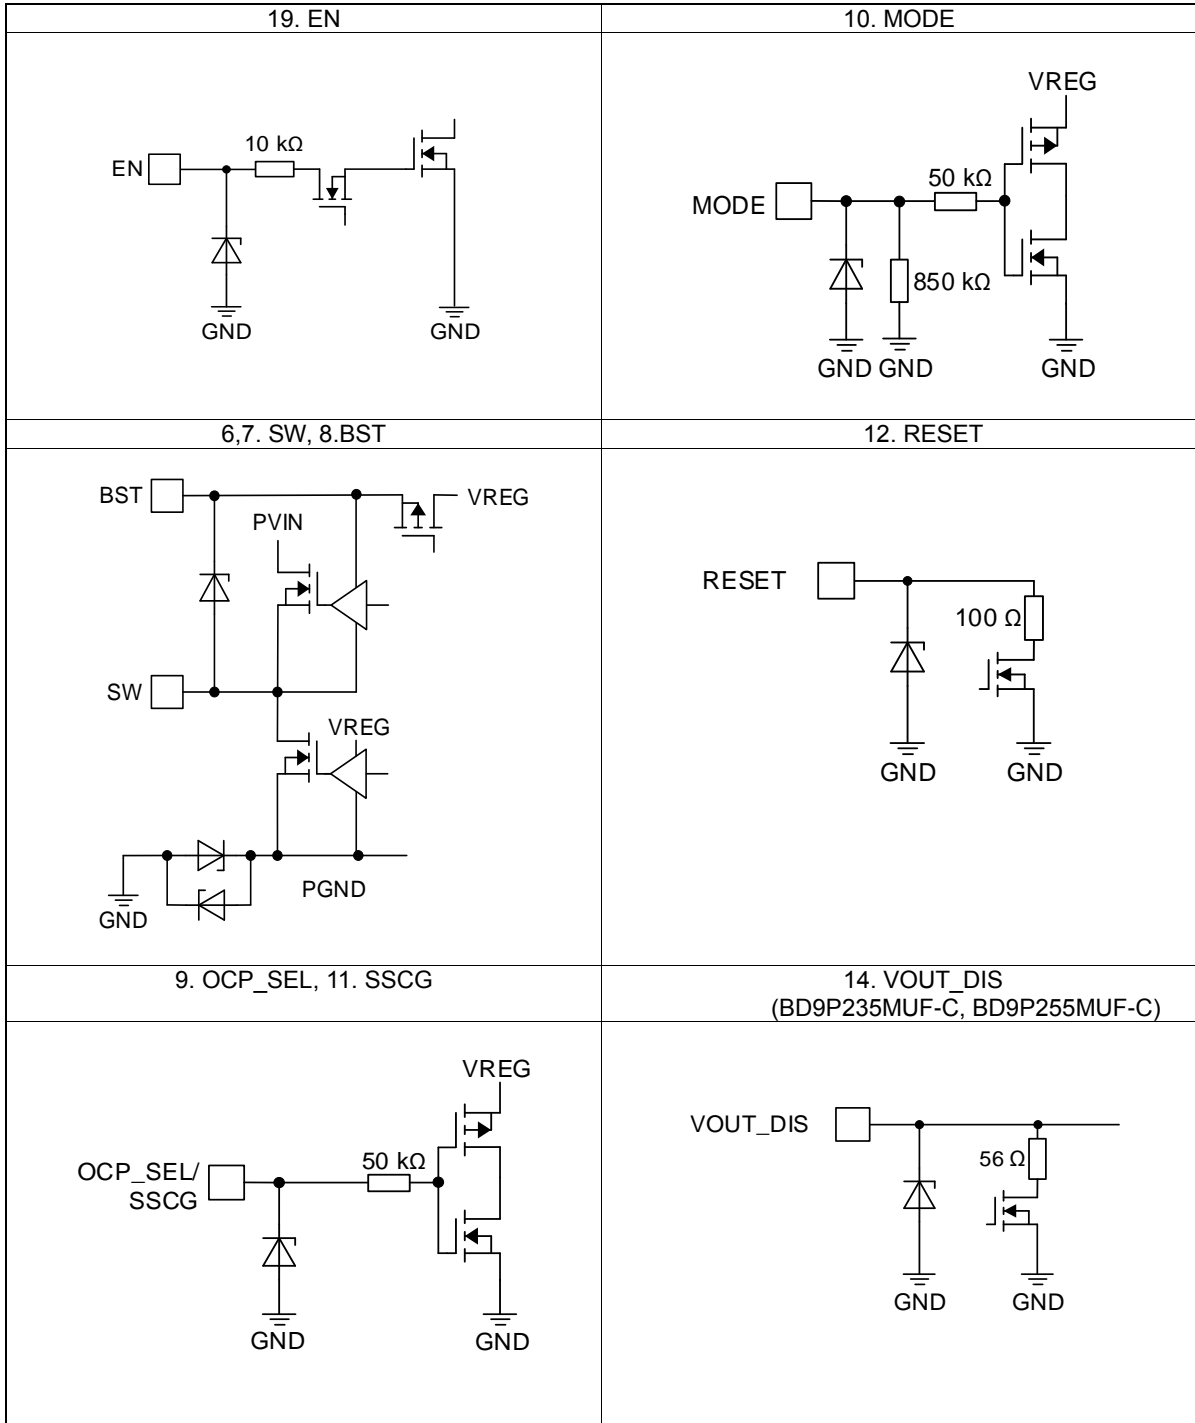 19. EN
10. MODE
EN
10 kΩ
GND
GND
VREG
MODE
50 kΩ
850 kΩ
GND
GND
GND
6,7. SW, 8.BST
12. RESET
BST
VREG
PVIN
SW
VREG
PGND
GND
RESET
100 Ω
GND
GND
9. OCP_SEL, 11. SSCG
14. VOUT_DIS
(BD9P235MUF-C, BD9P255MUF-C)
VREG
OCP_SEL/
SSCG
50 kΩ
GND
GND
VOUT_DIS
56 Ω
GND
GND